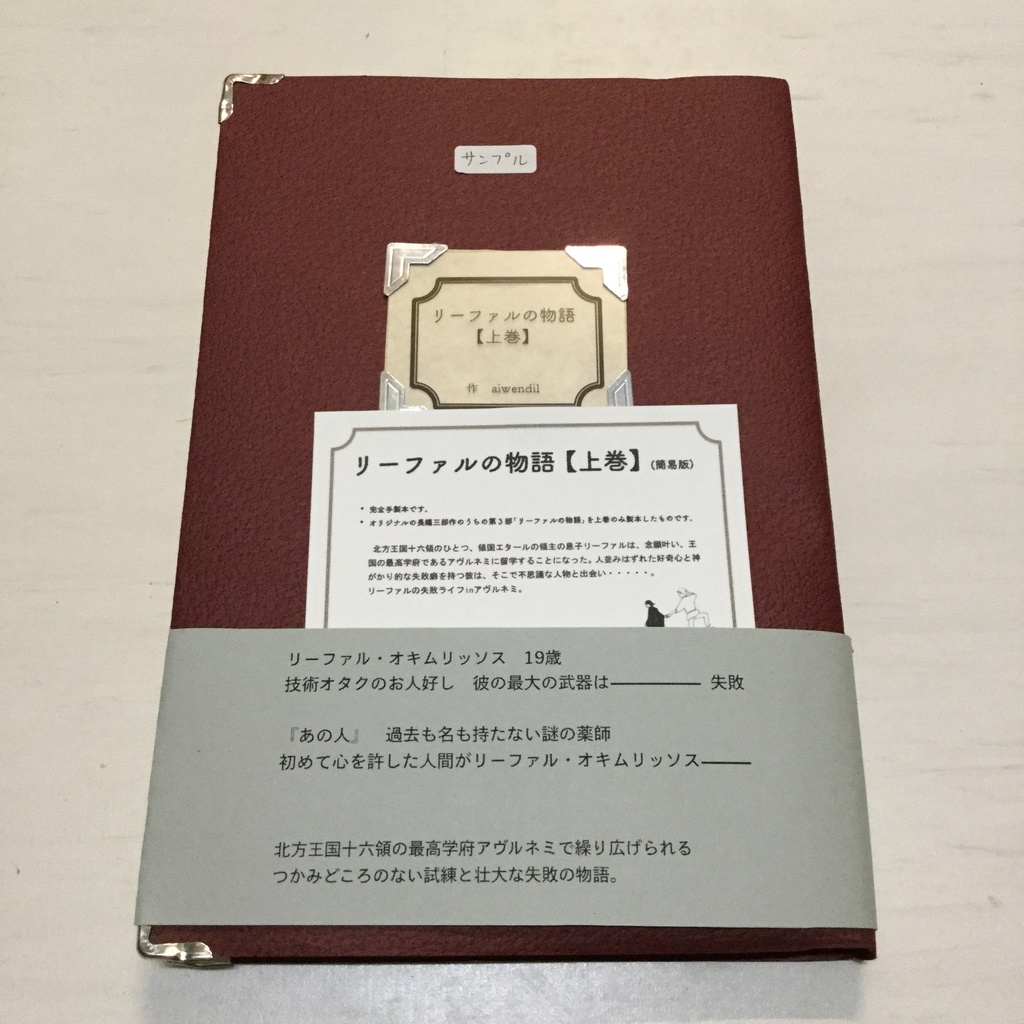 サンプル
リーファルの物語
【上巻】
作 aiwendil
リーファルの物語【上巻】(簡易版)
* 完全手製本です。
* オリジナルの長編三部作のうちの第3部「リーファルの物語」を上巻のみ製本したものです。
北方王国十六領のひとつ、傾国エタールの領主の息子リーファルは、念願叶い、王
国の最高学府であるアヴルネミに留学することになった。人並みはずれた好奇心と神
がかり的な失敗癖を持つ彼は、そこで不思議な人物と出会い・・・・・。
リーファルの失敗ライフinアヴルネミ。
リーファル・オキムリッソス 19歳
技術オタクのお人好し 彼の最大の武器は――――― 失敗
『あの人』 過去も名も持たない謎の薬師
初めて心を許した人間がリーファル・オキムリッソス―――
北方王国十六領の最高学府アヴルネミで繰り広げられる
つかみどころのない試練と壮大な失敗の物語。